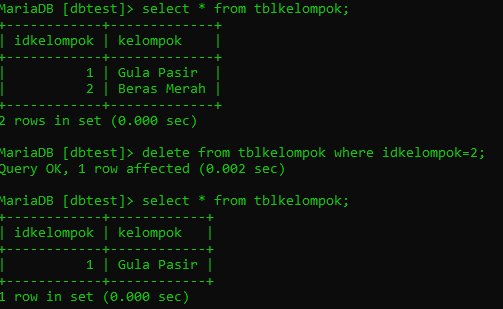 MariaDB [dbtest]> select * from tblkelompok;
+------------+-------------+
| idkelompok | kelompok    |
+------------+-------------+
|          1 | Gula Pasir  |
|          2 | Beras Merah |
+------------+-------------+
2 rows in set (0.000 sec)
MariaDB [dbtest]> delete from tblkelompok where idkelompok=2;
Query OK, 1 row affected (0.002 sec)
MariaDB [dbtest]> select * from tblkelompok;
+------------+------------+
| idkelompok | kelompok   |
+------------+------------+
|          1 | Gula Pasir |
+------------+------------+
1 row in set (0.000 sec)